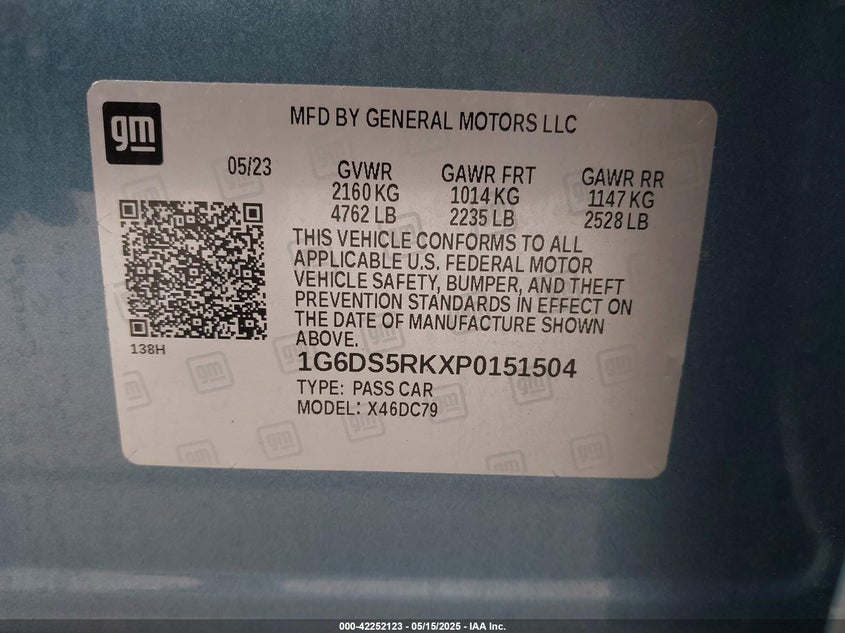 gm
MFD BY GENERAL MOTORS LLC
05/23
GVWR GAWR FRT GAWR RR
2160 KG 1014 KG 1147 KG
4762 LB 2235 LB 2528 LB
THIS VEHICLE CONFORMS TO ALL
APPLICABLE U.S. FEDERAL MOTOR
VEHICLE SAFETY, BUMPER, AND THEFT
PREVENTION STANDARDS IN EFFECT ON
THE DATE OF MANUFACTURE SHOWN
ABOVE.
138H
1G6DS5RKXP0151504
TYPE: PASS CAR
MODEL: X46DC79
000-42252123 - 05/15/2025 - IAA Inc.